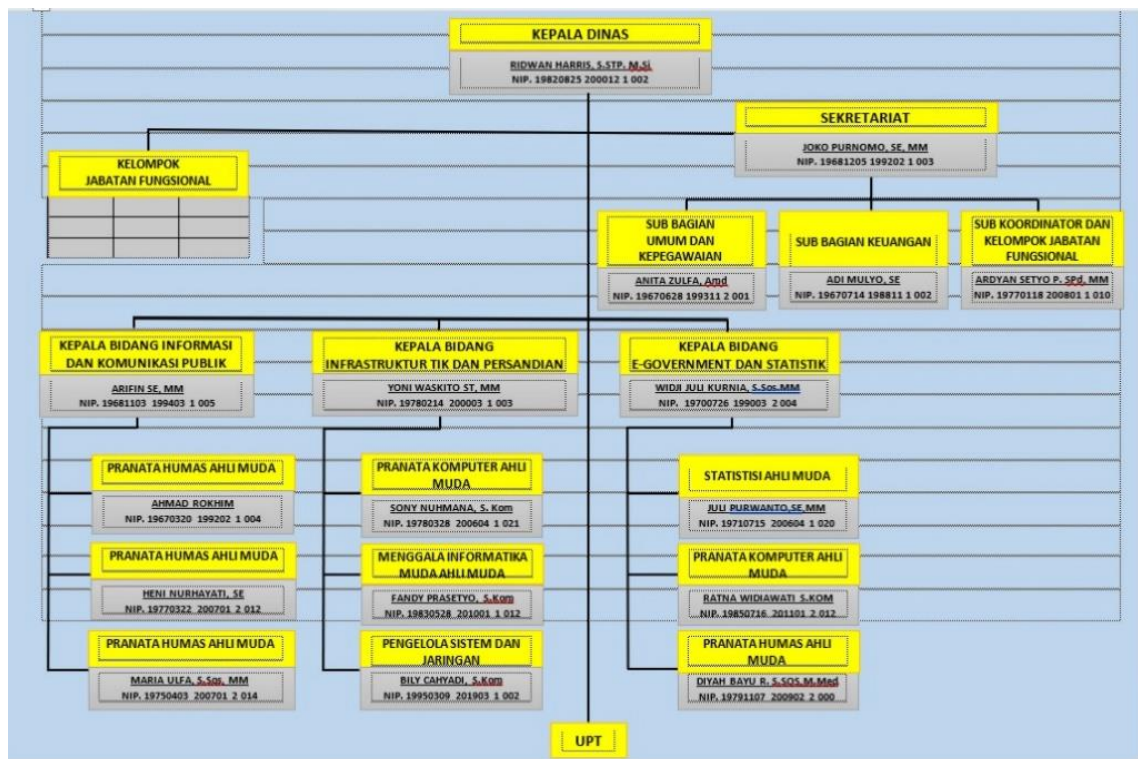 KEPALA DINAS
RIDWAN HARRIS, S.STP. M.Si
NIP. 19820825 200012 1 002
SEKRETARIAT
JOKO PURNOMO, SE, MM
NIP. 19681205 199202 1 003
KELOMPOK
JABATAN FUNGSIONAL
SUB BAGIAN
UMUM DAN
KEPEGAWAIAN
ANITA ZULFA, Amd
NIP. 19670628 199311 2 001
SUB BAGIAN KEUANGAN
ADI MULYO, SE
NIP. 19670714 198811 1 002
SUB KOORDINATOR DAN
KELOMPOK JABATAN
FUNGSIONAL
ARDYAN SETYO P. SPd, MM
NIP. 19770118 200801 1 010
KEPALA BIDANG INFORMASI
DAN KOMUNIKASI PUBLIK
ARIFIN SE, MM
NIP. 19681103 199403 1 005
KEPALA BIDANG
INFRASTRUKTUR TIK DAN PERSANDIAN
YONI WASKITO ST, MM
NIP. 19780214 200003 1 003
KEPALA BIDANG
E-GOVERNMENT DAN STATISTIK
WIDJI JULI KURNIA, S.Sos.MM
NIP. 19700726 199003 2 004
PRANATA HUMAS AHLI MUDA
AHMAD ROKHIM
NIP. 19670320 199202 1 004
PRANATA HUMAS AHLI MUDA
HENI NURHAYATI, SE
NIP. 19770322 200701 2 012
PRANATA HUMAS AHLI MUDA
MARIA ULFA, S.Sos, MM
NIP. 19750403 200701 2 014
PRANATA KOMPUTER AHLI
MUDA
SONY NUHMANA, S. Kom
NIP. 19780328 200604 1 021
MENGGALA INFORMATIKA
MUDA AHLI MUDA
FANDY PRASETYO, S.Kom
NIP. 19830528 201001 1 012
PENGELOLA SISTEM DAN
JARINGAN
BILY CAHYADI, S.Kom
NIP. 19950309 201903 1 002
STATISTISI AHLI MUDA
JULI PURWANTO,SE,MM
NIP. 19710715 200604 1 020
PRANATA KOMPUTER AHLI
MUDA
RATNA WIDIAWATI S.KOM
NIP. 19850716 201101 2 012
PRANATA HUMAS AHLI
MUDA
DIYAH BAYU R. S.SOS.M.Med
NIP. 19791107 200902 2 000
UPT